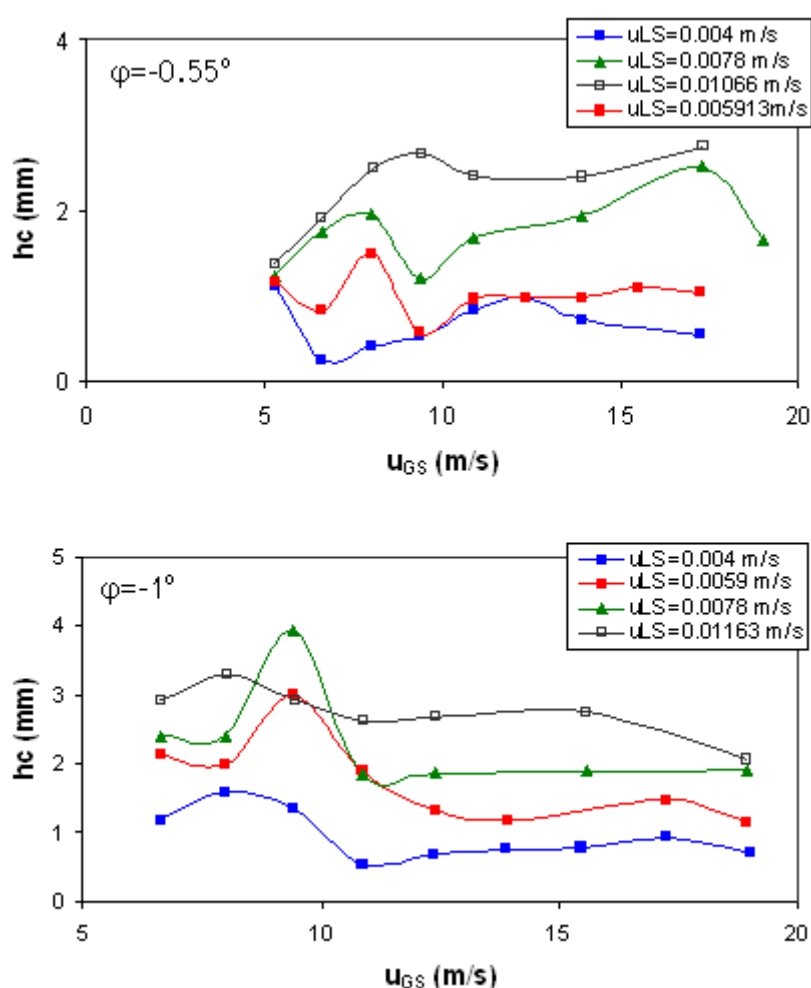 uLS=0.004 m/s
uLS=0.0078 m/s
uLS=0.01066 m/s
uLS=0.005913m/s
φ=-0.55º
4
2
0
hc (mm)
0 5 10 15 20
uGS (m/s)
uLS=0.004 m/s
uLS=0.0059 m/s
uLS=0.0078 m/s
uLS=0.01163 m/s
φ=-1º
5
4
3
2
1
0
hc (mm)
5 10 15 20
uGS (m/s)